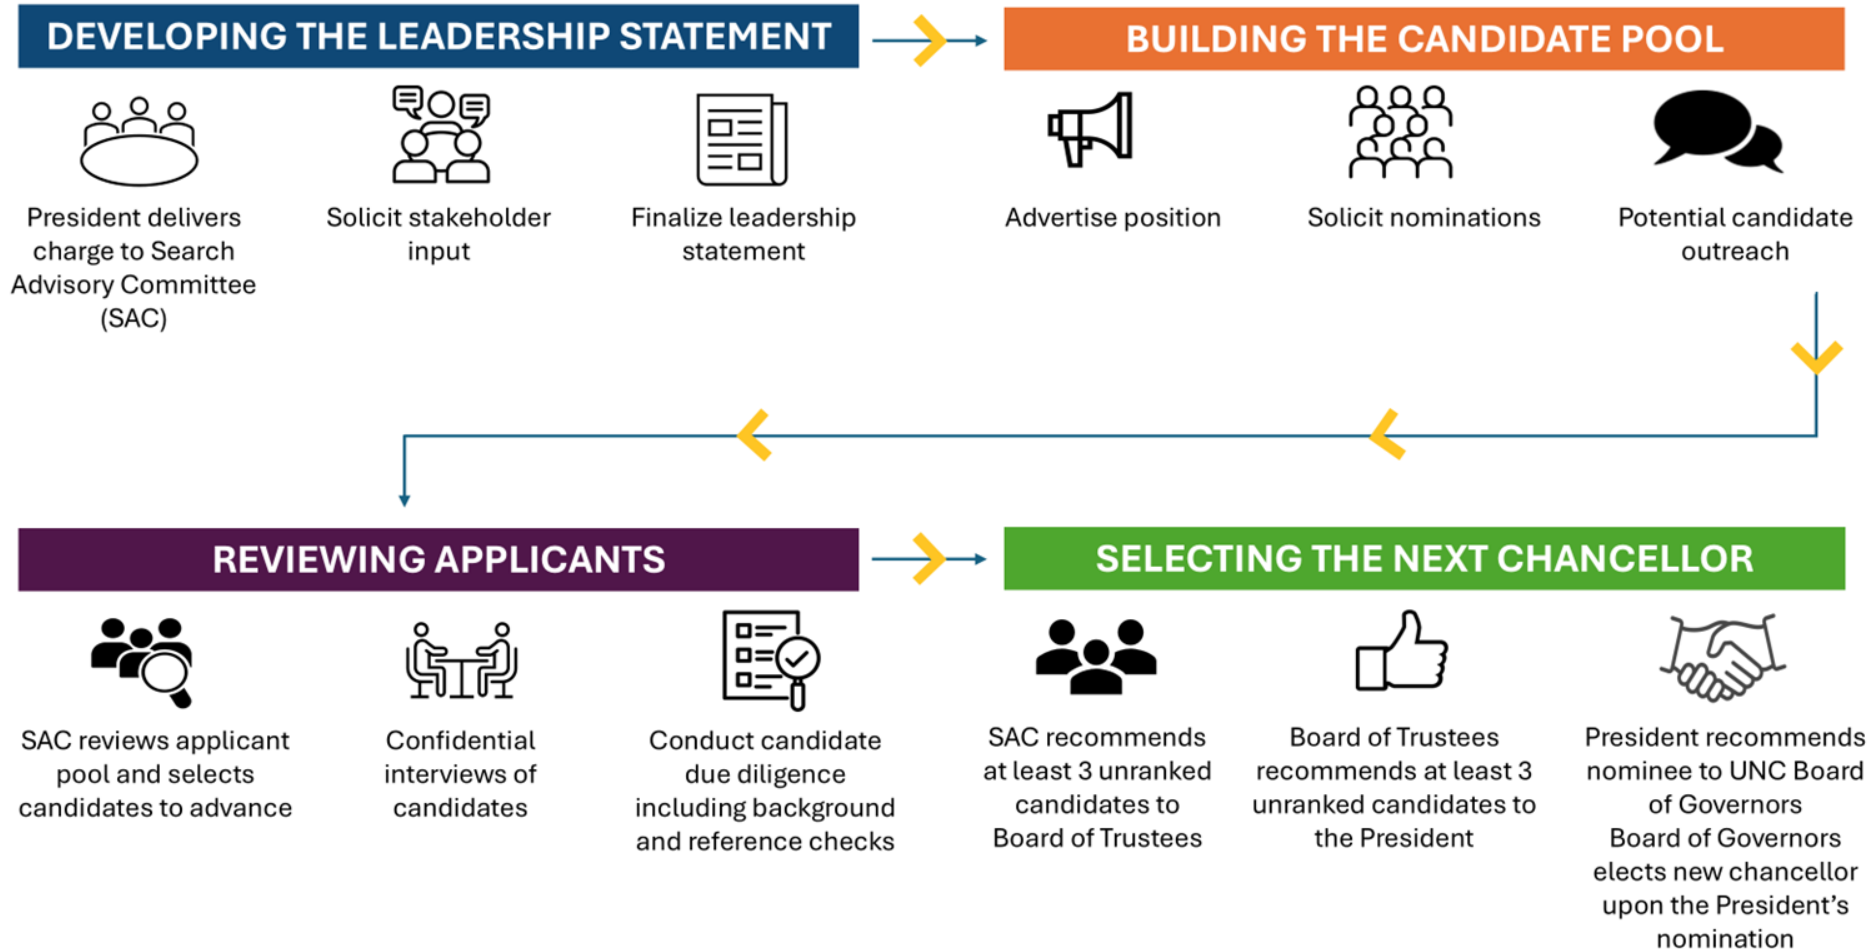 DEVELOPING THE LEADERSHIP STATEMENT
President delivers
charge to Search
Advisory Committee
(SAC)
Solicit stakeholder
input
Finalize leadership
statement
BUILDING THE CANDIDATE POOL
Advertise position
Solicit nominations
Potential candidate
outreach
REVIEWING APPLICANTS
SAC reviews applicant
pool and selects
candidates to advance
Confidential
interviews of
candidates
Conduct candidate
due diligence
including background
and reference checks
SELECTING THE NEXT CHANCELLOR
SAC recommends
at least 3 unranked
candidates to
Board of Trustees
Board of Trustees
recommends at least 3
unranked candidates to
the President
President recommends
nominee to UNC Board
of Governors
Board of Governors
elects new chancellor
upon the President’s
nomination